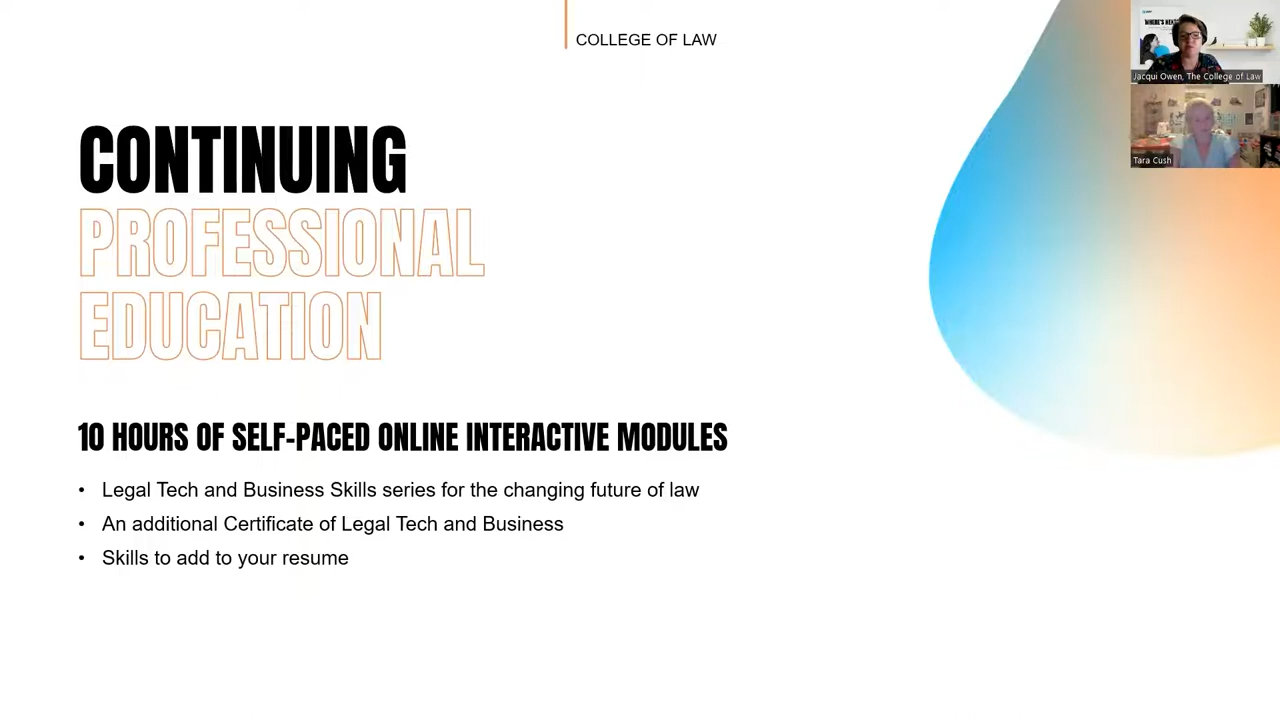 COLLEGE OF LAW
CONTINUING
PROFESSIONAL
EDUCATION
10 HOURS OF SELF-PACED ONLINE INTERACTIVE MODULES
• Legal Tech and Business Skills series for the changing future of law
• An additional Certificate of Legal Tech and Business
• Skills to add to your resume
WHERE'S NEXT
Jacqui Owen, The College of Law
Tara Cush